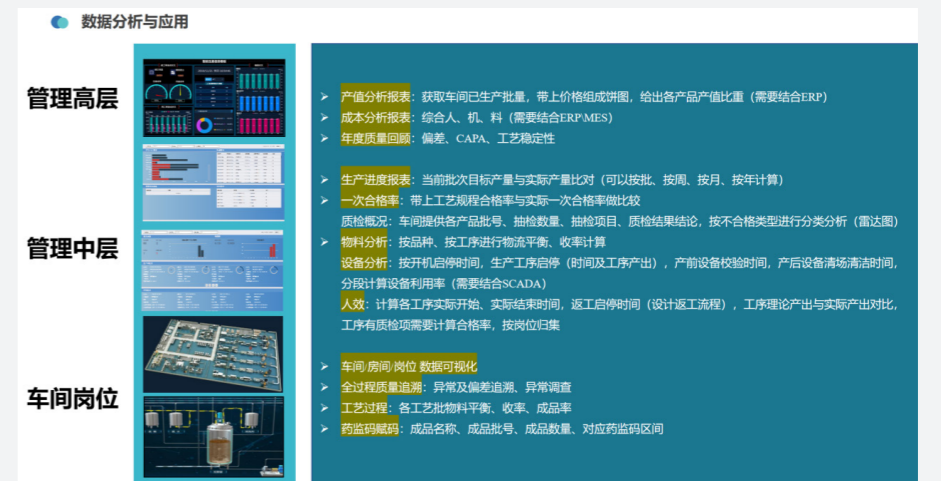 数据分析与应用
管理高层
产值分析报表：获取车间已生产批量，带上价格组成饼图，给出各产品产值比重（需要结合ERP）
成本分析报表：综合人、机、料（需要结合ERP\MES）
年度质量回顾：偏差、CAPA、工艺稳定性
管理中层
生产进度报表：当前批次目标产量与实际产量比对（可以按批、按周、按月、按年计算）
一次合格率：带上工艺规程合格率与实际一次合格率做比较
质检概况：车间提供各产品批号、抽检数量、抽检项目、质检结果结论，按不合格类型进行分类分析（雷达图）
物料分析：按品种、按工序进行物流平衡、收率计算
设备分析：按开机启停时间，生产工序启停（时间及工序产出），产前设备校验时间，产后设备清场清洁时间，
分段计算设备利用率（需要结合SCADA）
人效：计算各工序实际开始、实际结束时间，返工启停时间（设计返工流程），工序理论产出与实际产出对比，
工序有质检项需要计算合格率，按岗位归集
车间岗位
车间/房间/岗位 数据可视化
全过程质量追溯：异常及偏差追溯、异常调查
工艺过程：各工艺批物料平衡、收率、成品率
药监码赋码：成品名称、成品批号、成品数量、对应药监码区间